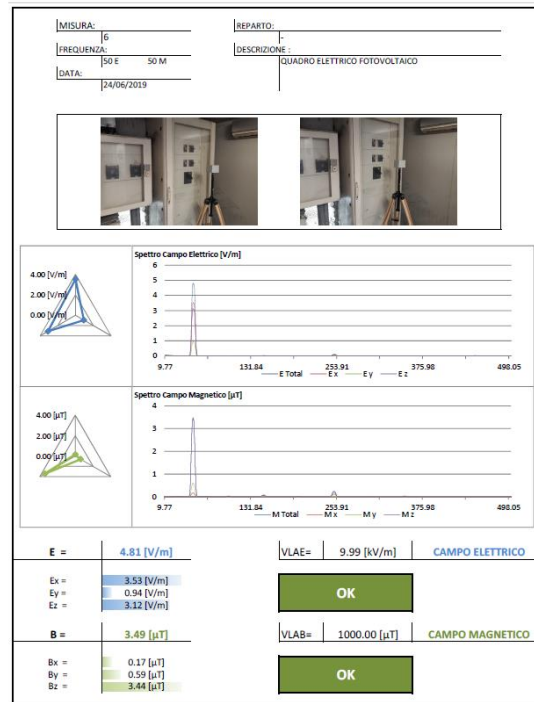 MISURA:
6
REPARTO:
-
FREQUENZA:
50 E 50 M
DESCRIZIONE :
QUADRO ELETTRICO FOTOVOLTAICO
DATA:
24/06/2019
Spettro Campo Elettrico [V/m]
4.00 [V/m]
2.00 [V/m]
0.00 [V/m]
6
5
4
3
2
1
0
9.77 131.84 253.91 375.98 498.05
E Total E x E y E z
Spettro Campo Magnetico [µT]
4.00 [µT]
2.00 [µT]
0.00 [µT]
4
3
2
1
0
9.77 131.84 253.91 375.98 498.05
M Total M x M y M z
E = 4.81 [V/m] VLAE= 9.99 [kV/m] CAMPO ELETTRICO
Ex = 3.53 [V/m]
Ey = 0.94 [V/m]
Ez = 3.12 [V/m]
OK
B = 3.49 [µT] VLAB= 1000.00 [µT] CAMPO MAGNETICO
Bx = 0.17 [µT]
By = 0.59 [µT]
Bz = 3.44 [µT]
OK